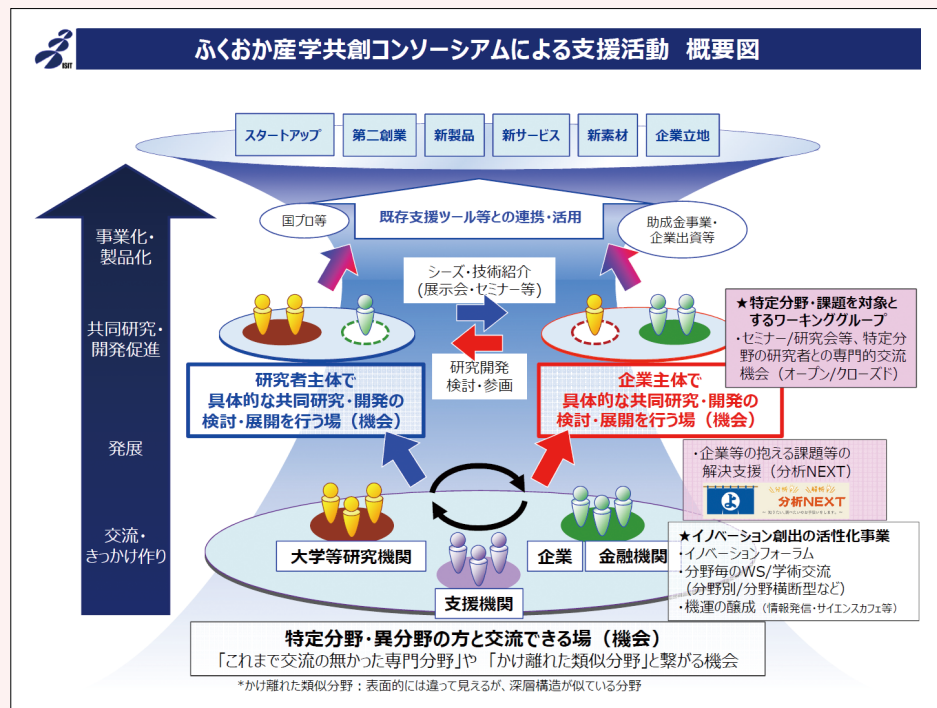 ISIT
ふくおか産学共創コンソーシアムによる支援活動 概要図
スタートアップ
第二創業
新製品
新サービス
新素材
企業立地
国プロ等
既存支援ツール等との連携・活用
助成金事業・
企業出資等
事業化・
製品化
シーズ・技術紹介
(展示会・セミナー等)
共同研究・
開発促進
研究開発
検討・参画
★特定分野・課題を対象と
するワーキンググループ
・セミナー/研究会等、特定分
野の研究者との専門的交流
機会(オープン/クローズド)
研究者主体で
具体的な共同研究・開発の
検討・展開を行う場(機会)
企業主体で
具体的な共同研究・開発の
検討・展開を行う場(機会)
発展
・企業等の抱える課題等の
解決支援(分析NEXT)
よ
分析NEXT
交流・
きっかけ作り
大学等研究機関
企業
金融機関
支援機関
★イノベーション創出の活性化事業
・イノベーションフォーラム
・分野毎のWS/学術交流
(分野別/分野横断型など)
・機運の醸成(情報発信・サイエンスカフェ等)
特定分野・異分野の方と交流できる場(機会)
「これまで交流の無かった専門分野」や「かけ離れた類似分野」と繋がる機会
*かけ離れた類似分野:表面的には違って見えるが、深層構造が似ている分野